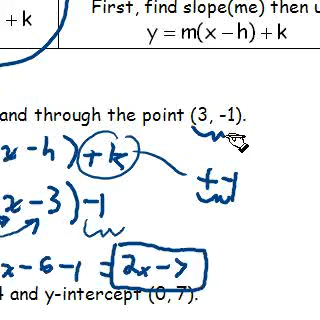 + k
First, find slope(me) then u
y = m(x − h) + k
and through the point (3, -1).
x - h ) + k
+ -1
x - 3 ) - 1
x - 6 - 1 = 2x - 7
4 and y-intercept (0, 7).